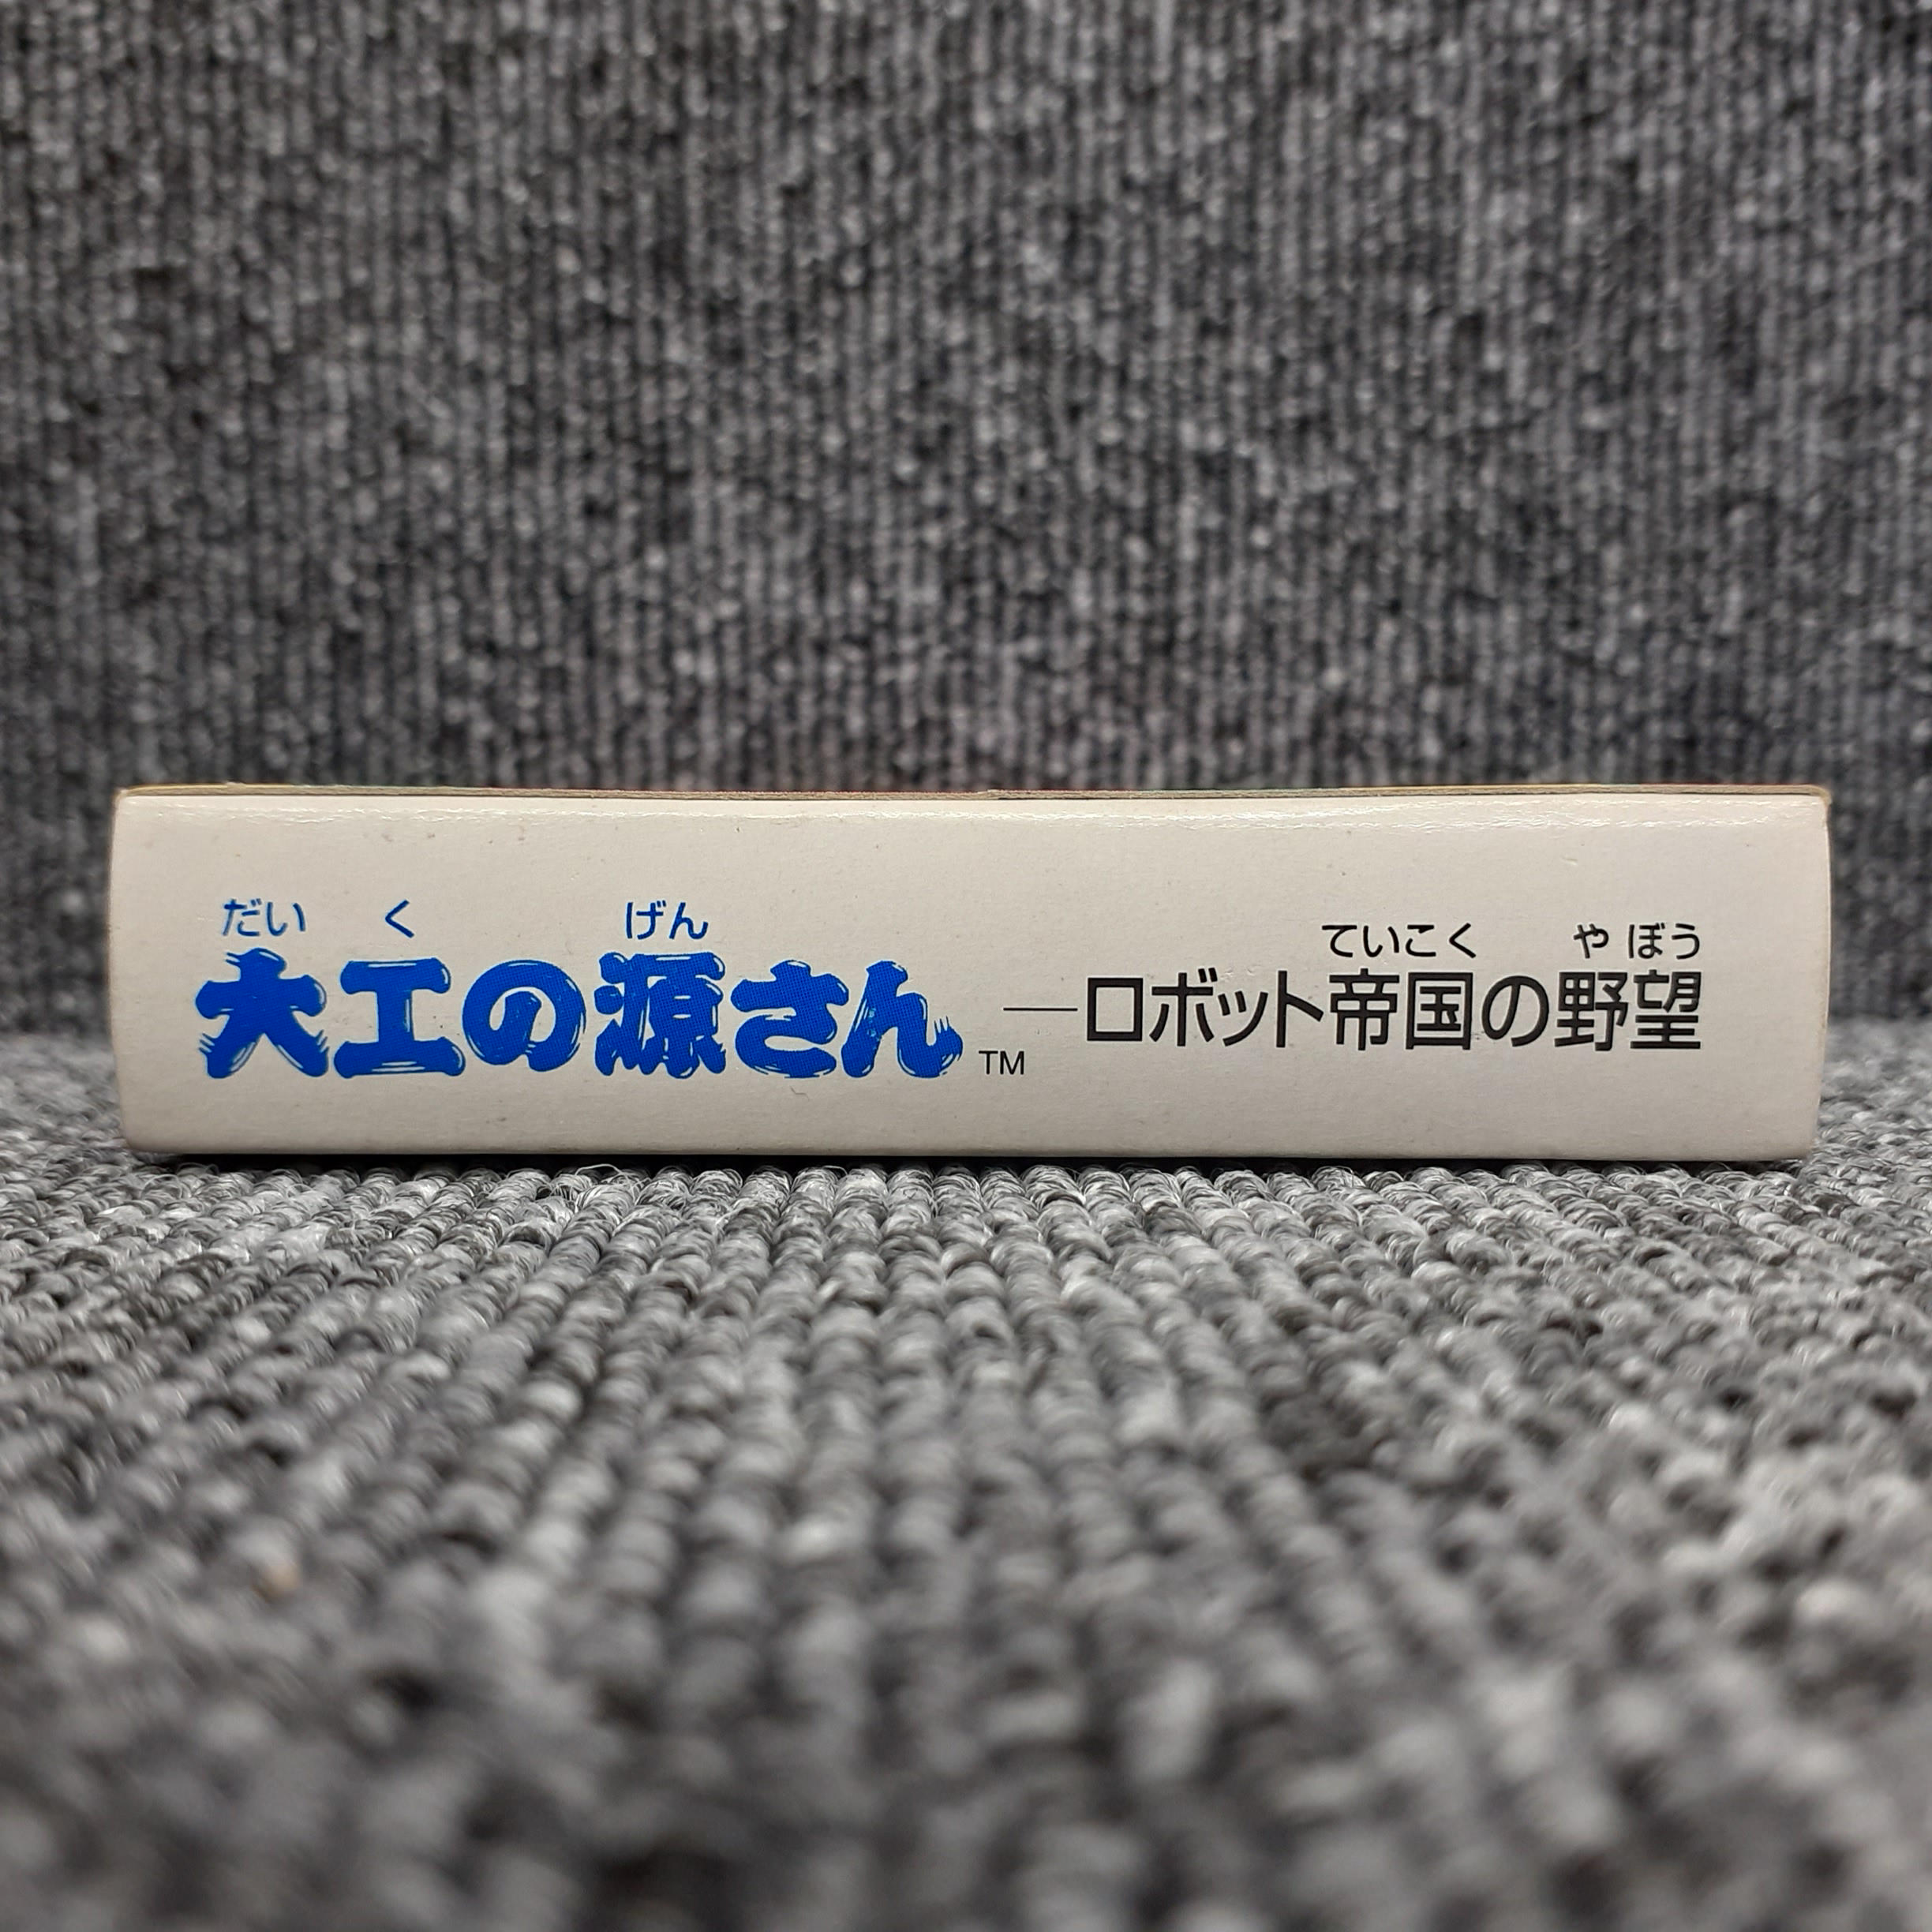 だいく げん
大工の源さん™
ていこく やぼう
—ロボット帝国の野望